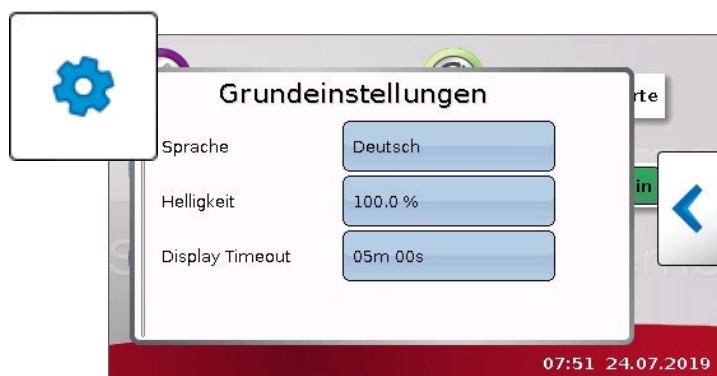 Grundeinstellungen
rte
Sprache
Deutsch
Helligkeit
100.0 %
in
Display Timeout
05m 00s
07:51 24.07.2019